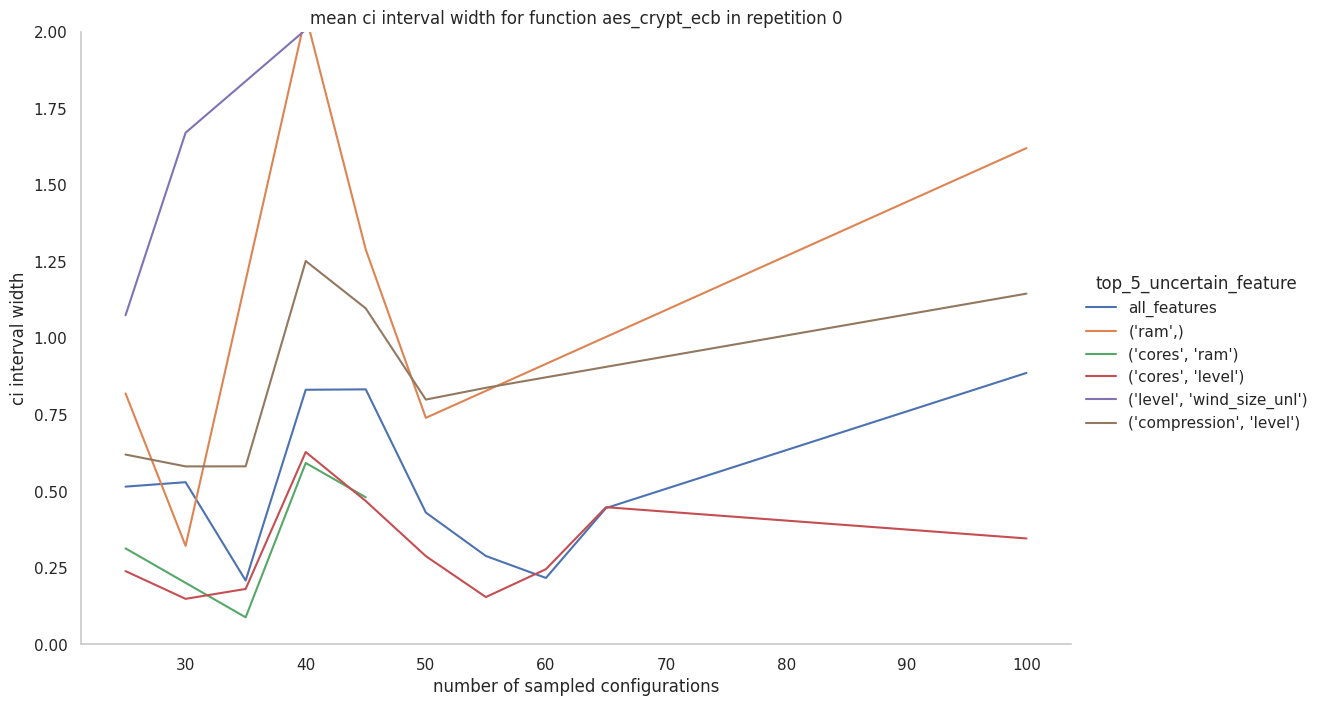 mean ci interval width for function aes_crypt_ecb in repetition 0
2.00
1.75
1.50
1.25
1.00
0.75
0.50
0.25
0.00
ci interval width
30 40 50 60 70 80 90 100
number of sampled configurations
top_5_uncertain_feature
all_features
('ram',)
('cores', 'ram')
('cores', 'level')
('level', 'wind_size_unl')
('compression', 'level')